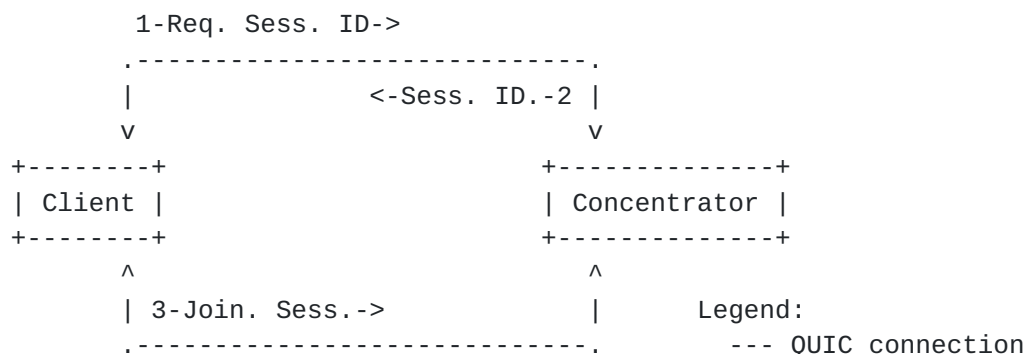 1-Req. Sess. ID->
.-----------------------------.
| <-Sess. ID.-2 |
v v
+--------+ +--------------+
| Client | | Concentrator |
+--------+ +--------------+
^ ^
| 3-Join. Sess.-> | Legend:
.-----------------------------. --- QUIC connection